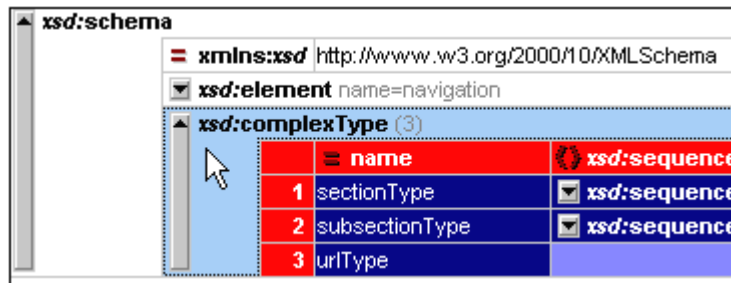 xsd:schema
= xmlns:xsd http://www.w3.org/2000/10/XMLSchema
xsd:element name=navigation
xsd:complexType (3)
= name {} xsd:sequence
1 sectionType xsd:sequence
2 subsectionType xsd:sequence
3 urlType